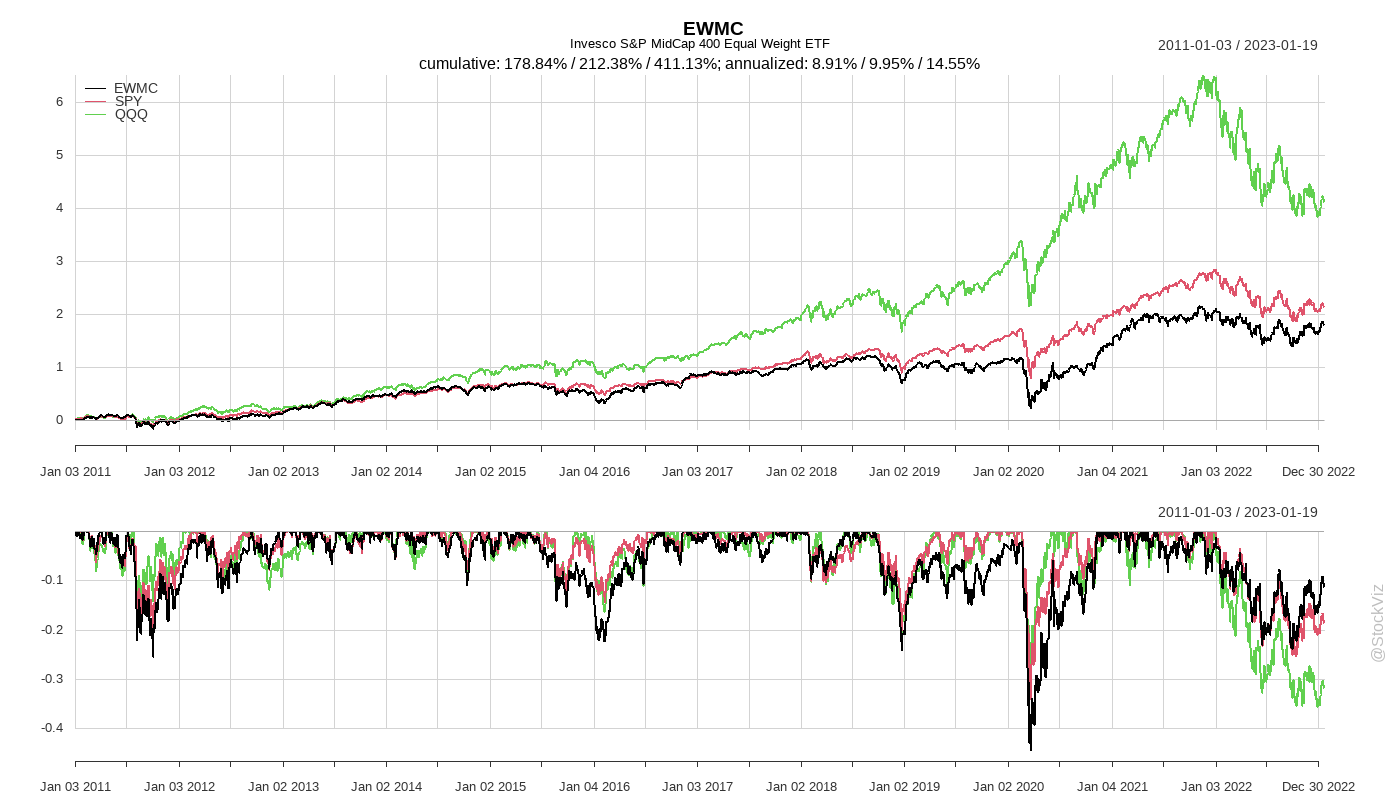 EWMC
Invesco S&P MidCap 400 Equal Weight ETF
2011-01-03 / 2023-01-19
cumulative: 178.84% / 212.38% / 411.13%; annualized: 8.91% / 9.95% / 14.55%
EWMC
SPY
QQQ
6
5
4
3
2
1
0
Jan 03 2011 Jan 03 2012 Jan 02 2013 Jan 02 2014 Jan 02 2015 Jan 04 2016 Jan 03 2017 Jan 02 2018 Jan 02 2019 Jan 02 2020 Jan 04 2021 Jan 03 2022 Dec 30 2022
2011-01-03 / 2023-01-19
-0.1
-0.2
-0.3
-0.4
Jan 03 2011 Jan 03 2012 Jan 02 2013 Jan 02 2014 Jan 02 2015 Jan 04 2016 Jan 03 2017 Jan 02 2018 Jan 02 2019 Jan 02 2020 Jan 04 2021 Jan 03 2022 Dec 30 2022
@StockViz